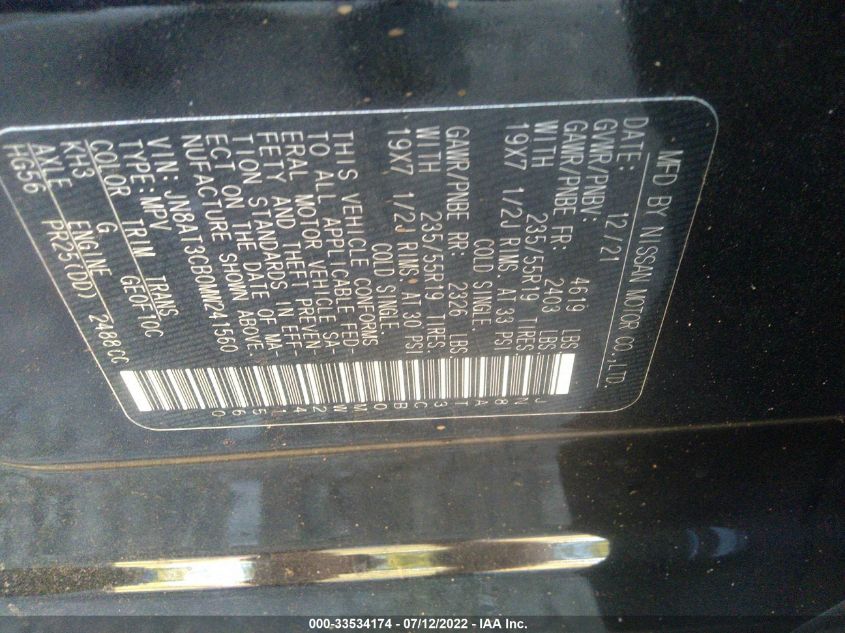 MFD BY NISSAN MOTOR CO.,LTD.
DATE: 12/21
GVWR/PNBV: 4619 LBS
GAWR/PNBE FR: 2403 LBS.
WITH 235/55R19 TIRES
19X7 1/2J RIMS AT 33 PSI
COLD SINGLE.
GAWR/PNBE RR: 2326 LBS
WITH 235/55R19 TIRES.
19X7 1/2J RIMS. AT 30 PSI
COLD SINGLE
THIS VEHICLE CONFORMS
TO ALL APPLICABLE FED-
ERAL MOTOR VEHICLE SA-
FETY AND THEFT PREVEN-
TION STANDARDS IN EFF-
ECT ON THE DATE OF MA-
NUFACTURE SHOWN ABOVE.
VIN: JN8AT3CB0MW241560
TYPE: MPV
COLOR TRIM TRANS
KH3 G GE0F10C
AXLE ENGINE
HG56 PR25(DD) 2488CC
JN8AT3CB0MW241560
000-33534174 - 07/12/2022 - IAA Inc.